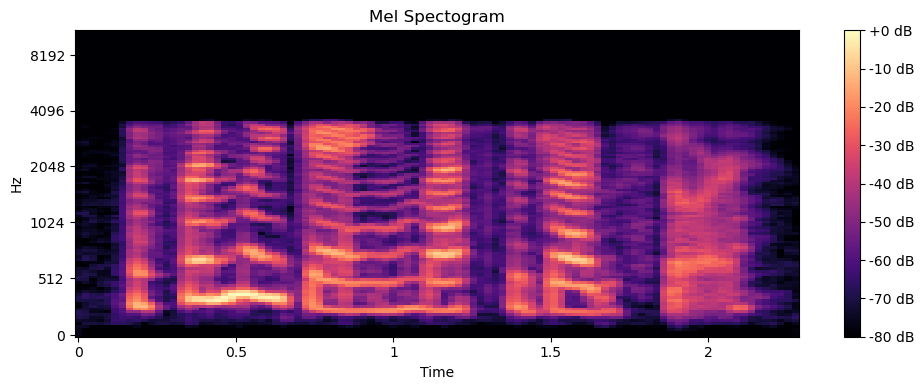 Mel Spectogram
+0 dB
8192
-10 dB
4096
-20 dB
-30 dB
2048
-40 dB
Hz
1024
-50 dB
-60 dB
512
-70 dB
0
-80 dB
0 0.5 1 1.5 2
Time